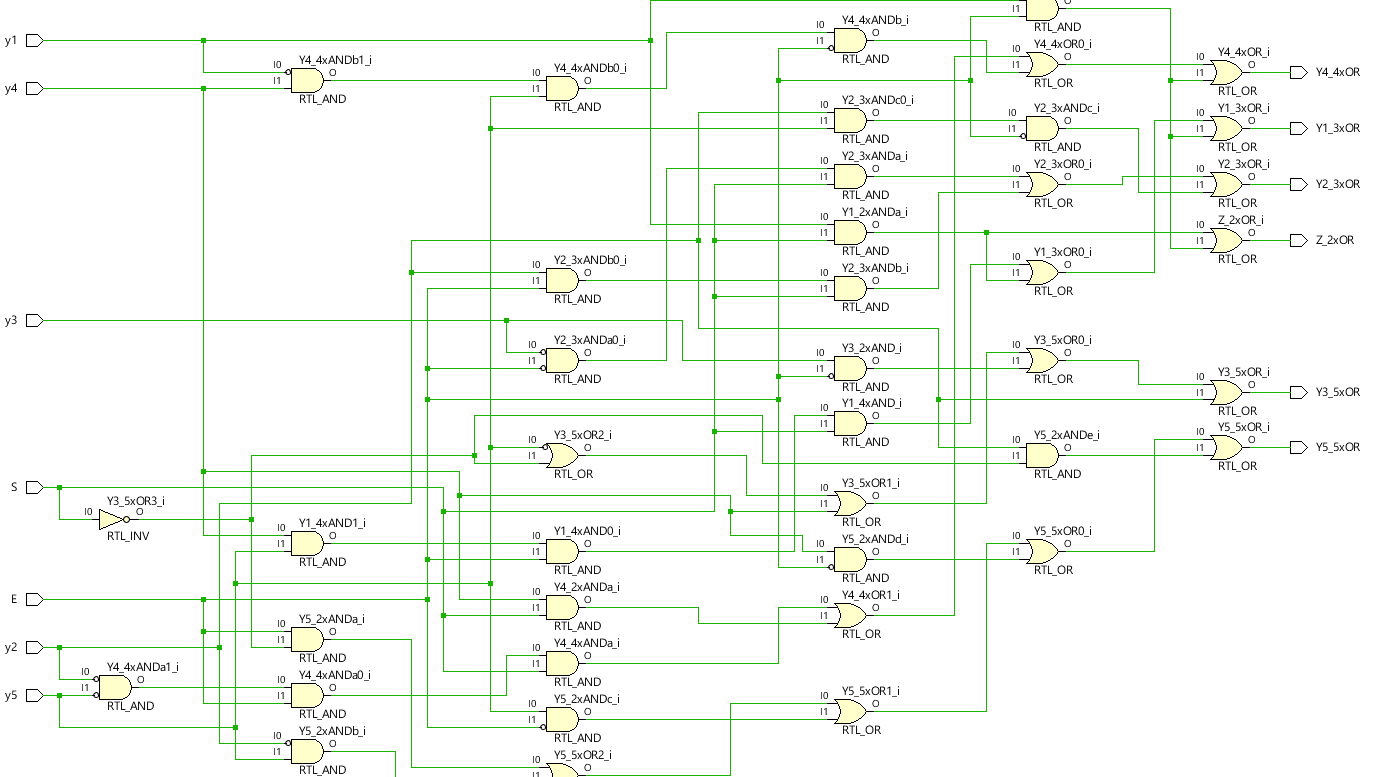 I1
O
RTL_AND
y1
Y4_4xANDb1_i
I0
I1
O
RTL_AND
y4
Y4_4xANDb0_i
I0
I1
O
RTL_AND
Y4_4xANDb_i
I0
I1
O
RTL_AND
Y4_4xOR0_i
I0
I1
O
RTL_OR
Y4_4xOR_i
I0
I1
O
RTL_OR
Y4_4xOR
Y2_3xANDc0_i
I0
I1
O
RTL_AND
Y2_3xANDc_i
I0
I1
O
RTL_AND
Y1_3xOR_i
I0
I1
O
RTL_OR
Y1_3xOR
Y2_3xANDa_i
I0
I1
O
RTL_AND
Y2_3xOR0_i
I0
I1
O
RTL_OR
Y2_3xOR_i
I0
I1
O
RTL_OR
Y2_3xOR
Y1_2xANDa_i
I0
I1
O
RTL_AND
Z_2xOR_i
I0
I1
O
RTL_OR
Z_2xOR
Y2_3xANDb0_i
I0
I1
O
RTL_AND
Y2_3xANDb_i
I0
I1
O
RTL_AND
Y1_3xOR0_i
I0
I1
O
RTL_OR
y3
Y2_3xANDa0_i
I0
I1
O
RTL_AND
Y3_2xAND_i
I0
I1
O
RTL_AND
Y3_5xOR0_i
I0
I1
O
RTL_OR
Y3_5xOR_i
I0
I1
O
RTL_OR
Y3_5xOR
Y1_4xAND_i
I0
I1
O
RTL_AND
Y3_5xOR2_i
I0
I1
O
RTL_OR
Y5_2xANDe_i
I0
I1
O
RTL_AND
Y5_5xOR_i
I0
I1
O
RTL_OR
Y5_5xOR
S
Y3_5xOR3_i
I0
O
RTL_INV
Y3_5xOR1_i
I0
I1
O
RTL_OR
Y1_4xAND1_i
I0
I1
O
RTL_AND
Y1_4xAND0_i
I0
I1
O
RTL_AND
Y5_2xANDd_i
I0
I1
O
RTL_AND
Y5_5xOR0_i
I0
I1
O
RTL_OR
E
Y4_2xANDa_i
I0
I1
O
RTL_AND
Y4_4xOR1_i
I0
I1
O
RTL_OR
y2
Y5_2xANDa_i
I0
I1
O
RTL_AND
Y4_4xANDa_i
I0
I1
O
RTL_AND
y5
Y4_4xANDa1_i
I0
I1
O
RTL_AND
Y4_4xANDa0_i
I0
I1
O
RTL_AND
Y5_2xANDc_i
I0
I1
O
RTL_AND
Y5_5xOR1_i
I0
I1
O
RTL_OR
Y5_2xANDb_i
I0
I1
O
RTL_AND
Y5_5xOR2_i
I0
I1
O